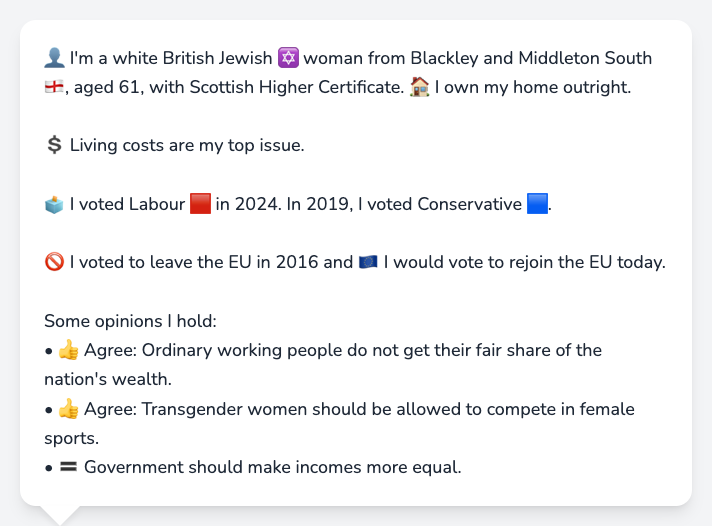 👤 I'm a white British Jewish ✡️ woman from Blackley and Middleton South
🏴󠁧󠁢󠁥󠁮󠁧󠁿, aged 61, with Scottish Higher Certificate. 🏠 I own my home outright.
💲 Living costs are my top issue.
🗳️ I voted Labour 🟥 in 2024. In 2019, I voted Conservative 🟦.
🚫 I voted to leave the EU in 2016 and 🇪🇺 I would vote to rejoin the EU today.
Some opinions I hold:
• 👍 Agree: Ordinary working people do not get their fair share of the
nation's wealth.
• 👍 Agree: Transgender women should be allowed to compete in female
sports.
• 🟰 Government should make incomes more equal.